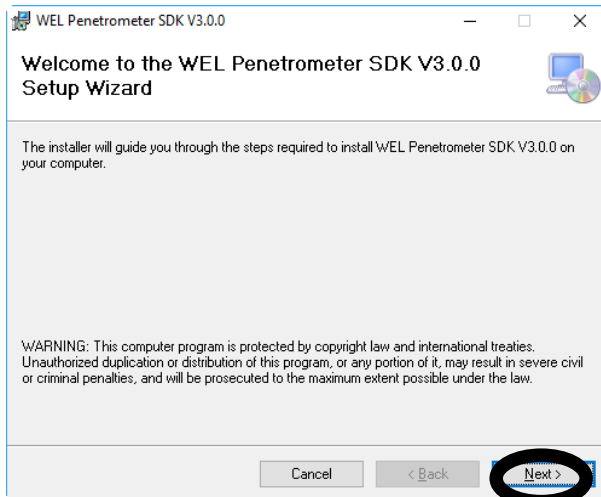 WEL Penetrometer SDK V3.0.0
Welcome to the WEL Penetrometer SDK V3.0.0
Setup Wizard
The installer will guide you through the steps required to install WEL Penetrometer SDK V3.0.0 on
your computer.
WARNING: This computer program is protected by copyright law and international treaties.
Unauthorized duplication or distribution of this program, or any portion of it, may result in severe civil
or criminal penalties, and will be prosecuted to the maximum extent possible under the law.
Cancel < Back Next >